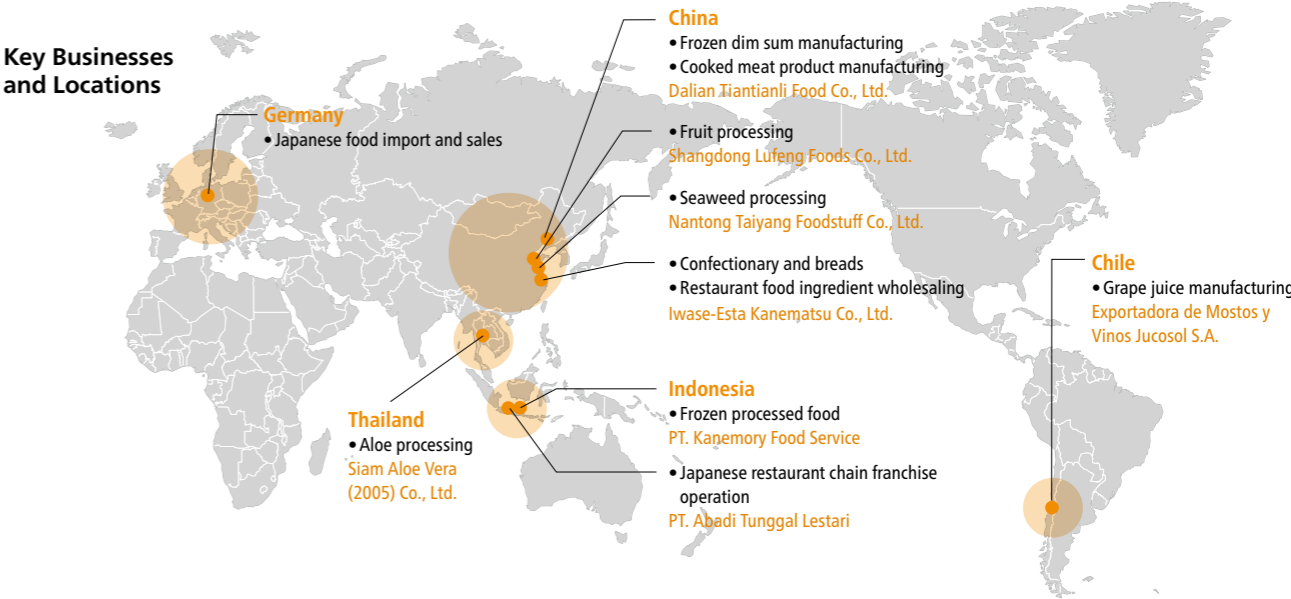 Key Businesses
and Locations
Germany
• Japanese food import and sales
China
• Frozen dim sum manufacturing
• Cooked meat product manufacturing
Dalian Tiantianli Food Co., Ltd.
• Fruit processing
Shangdong Lufeng Foods Co., Ltd.
• Seaweed processing
Nantong Taiyang Foodstuff Co., Ltd.
• Confectionary and breads
• Restaurant food ingredient wholesaling
Iwase-Esta Kanematsu Co., Ltd.
Chile
• Grape juice manufacturing
Exportadora de Mostos y
Vinos Jucosol S.A.
Thailand
• Aloe processing
Siam Aloe Vera
(2005) Co., Ltd.
Indonesia
• Frozen processed food
PT. Kanemory Food Service
• Japanese restaurant chain franchise
operation
PT. Abadi Tunggal Lestari